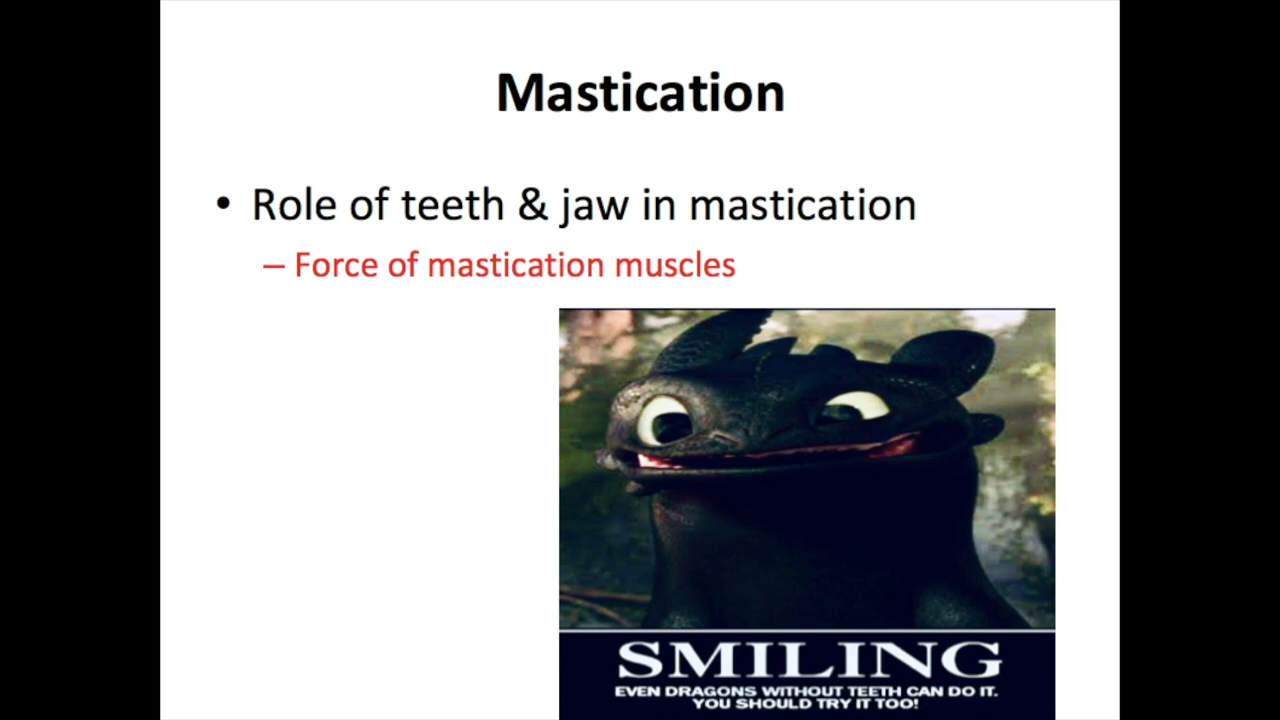 Mastication
• Role of teeth & jaw in mastication
– Force of mastication muscles
SMILING
EVEN DRAGONS WITHOUT TEETH CAN DO IT.
YOU SHOULD TRY IT TOO!